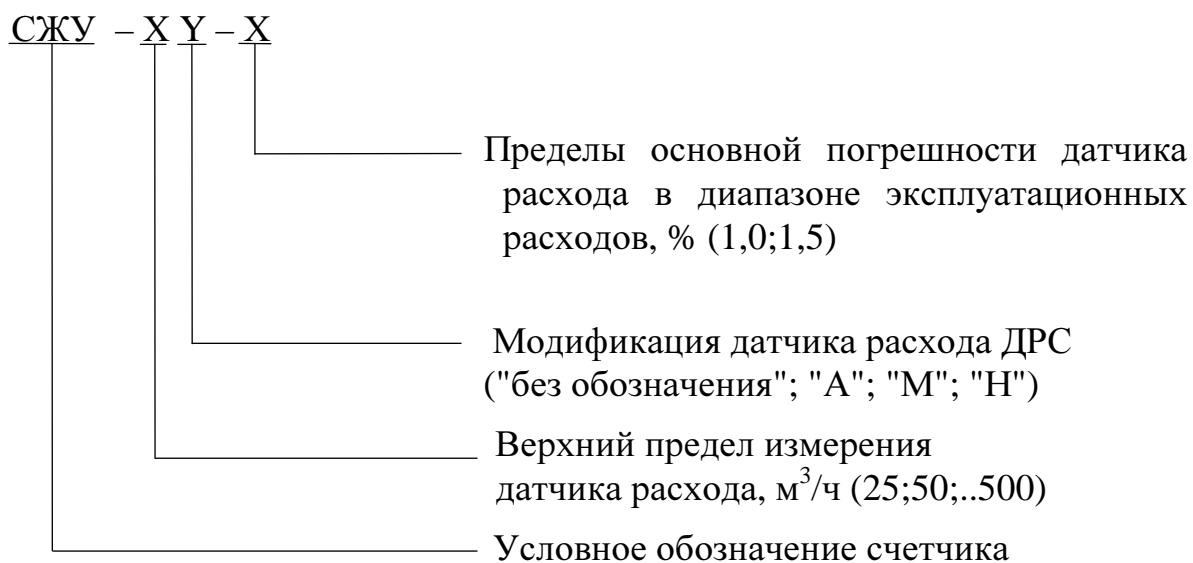 СЖУ – X Y – X
Пределы основной погрешности датчика
расхода в диапазоне эксплуатационных
расходов, % (1,0;1,5)
Модификация датчика расхода ДРС
("без обозначения"; "А"; "М"; "Н")
Верхний предел измерения
датчика расхода, м³/ч (25;50;..500)
Условное обозначение счетчика